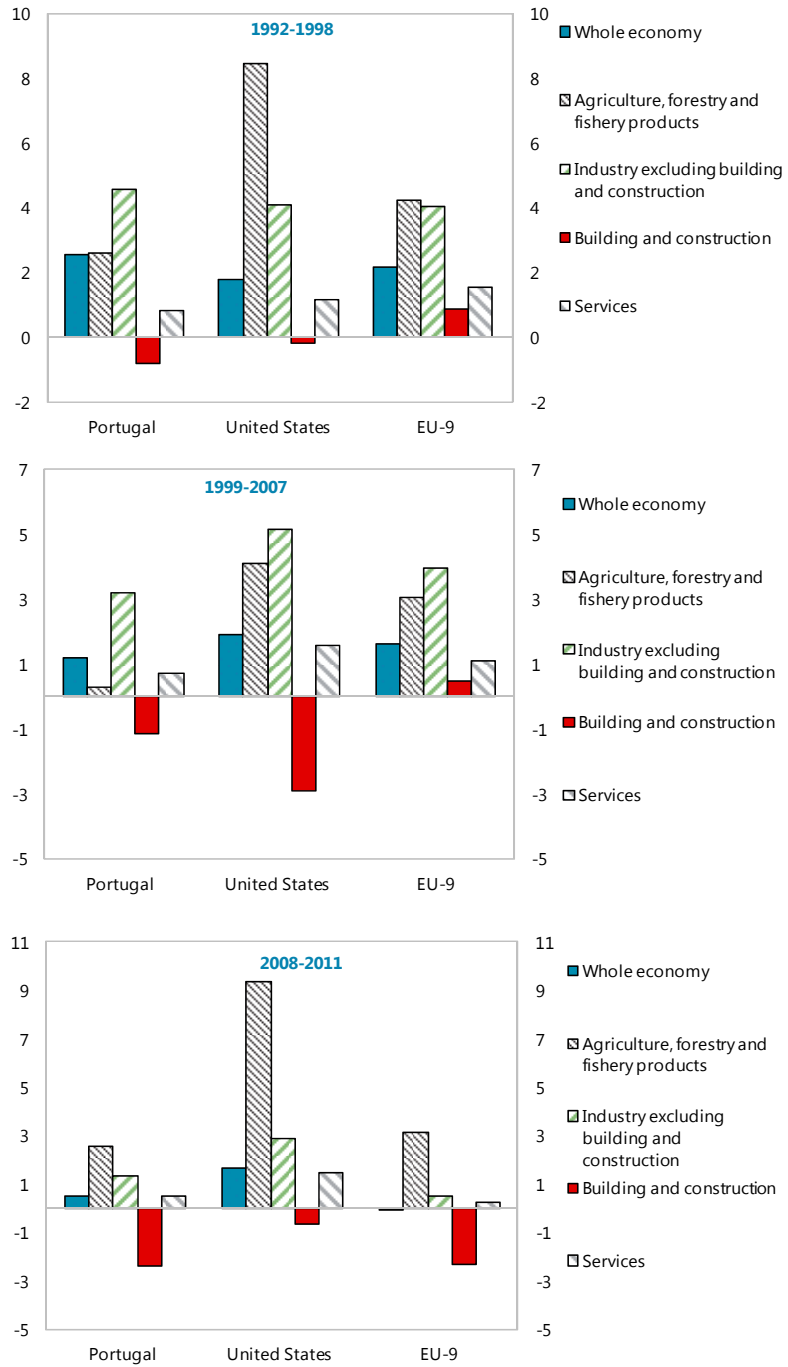 1992-1998
10
8
6
4
2
0
-2
10
8
6
4
2
0
-2
Portugal
United States
EU-9
Whole economy
Agriculture, forestry and
fishery products
Industry excluding building
and construction
Building and construction
Services
1999-2007
7
5
3
1
-1
-3
-5
7
5
3
1
-1
-3
-5
Portugal
United States
EU-9
Whole economy
Agriculture, forestry and
fishery products
Industry excluding
building and construction
Building and construction
Services
2008-2011
11
9
7
5
3
1
-1
-3
-5
11
9
7
5
3
1
-1
-3
-5
Portugal
United States
EU-9
Whole economy
Agriculture, forestry and
fishery products
Industry excluding
building and
construction
Building and construction
Services